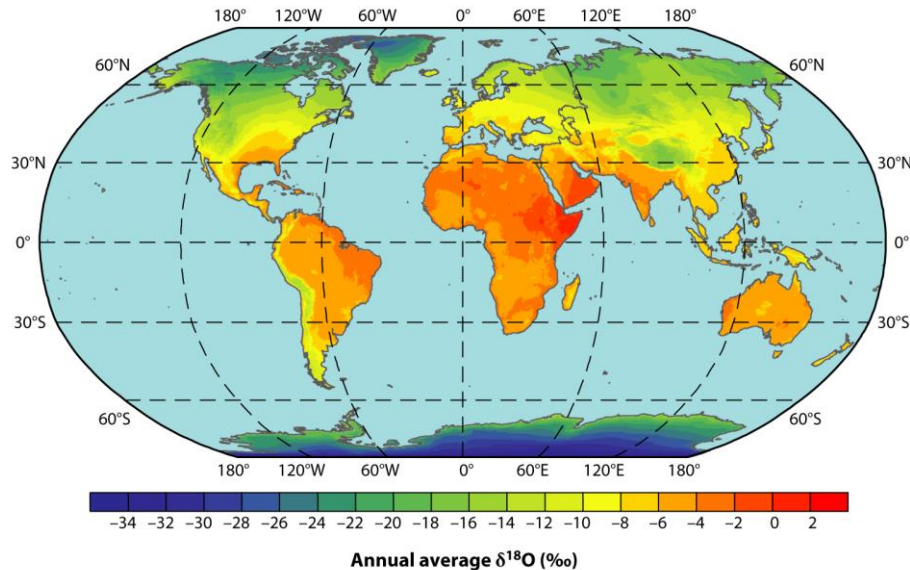 180° 120°W 60°W 0° 60°E 120°E 180°
60°N 60°N
30°N 30°N
0° 0°
30°S 30°S
60°S 60°S
180° 120°W 60°W 0° 60°E 120°E 180°
–34 –32 –30 –28 –26 –24 –22 –20 –18 –16 –14 –12 –10 –8 –6 –4 –2 0 2
Annual average δ¹⁸O (‰)